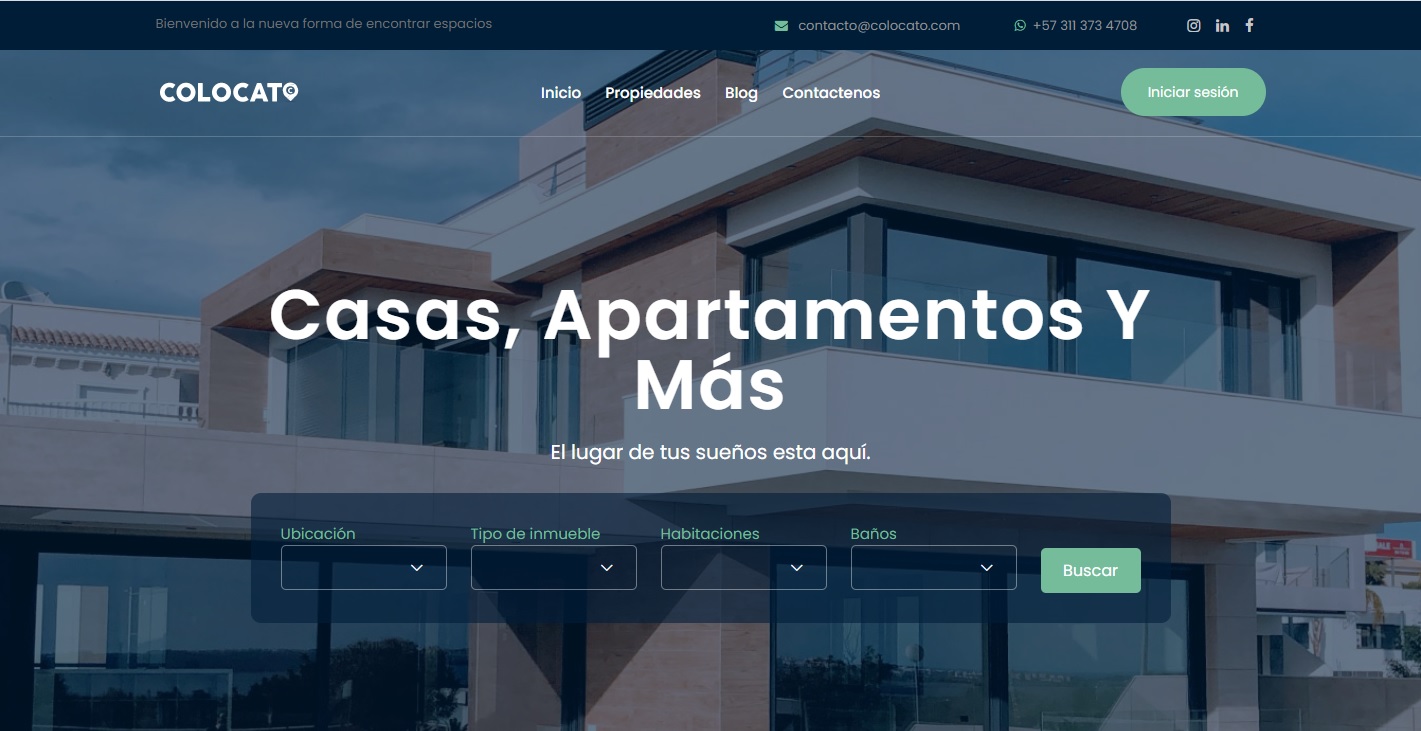 Bienvenido a la nueva forma de encontrar espacios
contacto@colocato.com
+57 311 373 4708
COLOCATO
Inicio
Propiedades
Blog
Contactenos
Iniciar sesión
Casas, Apartamentos Y
Más
El lugar de tus sueños esta aquí.
Ubicación
Tipo de inmueble
Habitaciones
Baños
Buscar